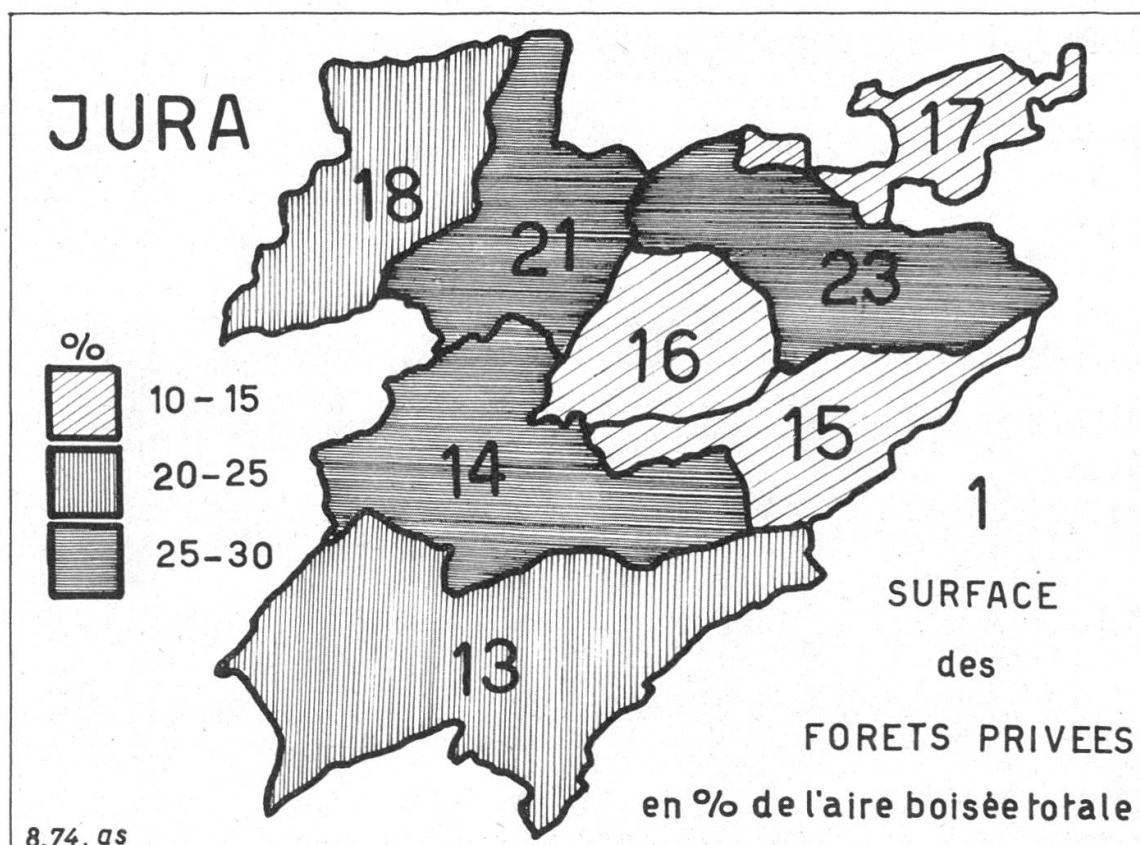 JURA
17
18
21
23
16
%
10-15
15
14
20-25
1
25-30
SURFACE
des
13
FORETS PRIVEES
en % de l'aire boisée totale
8.74. as